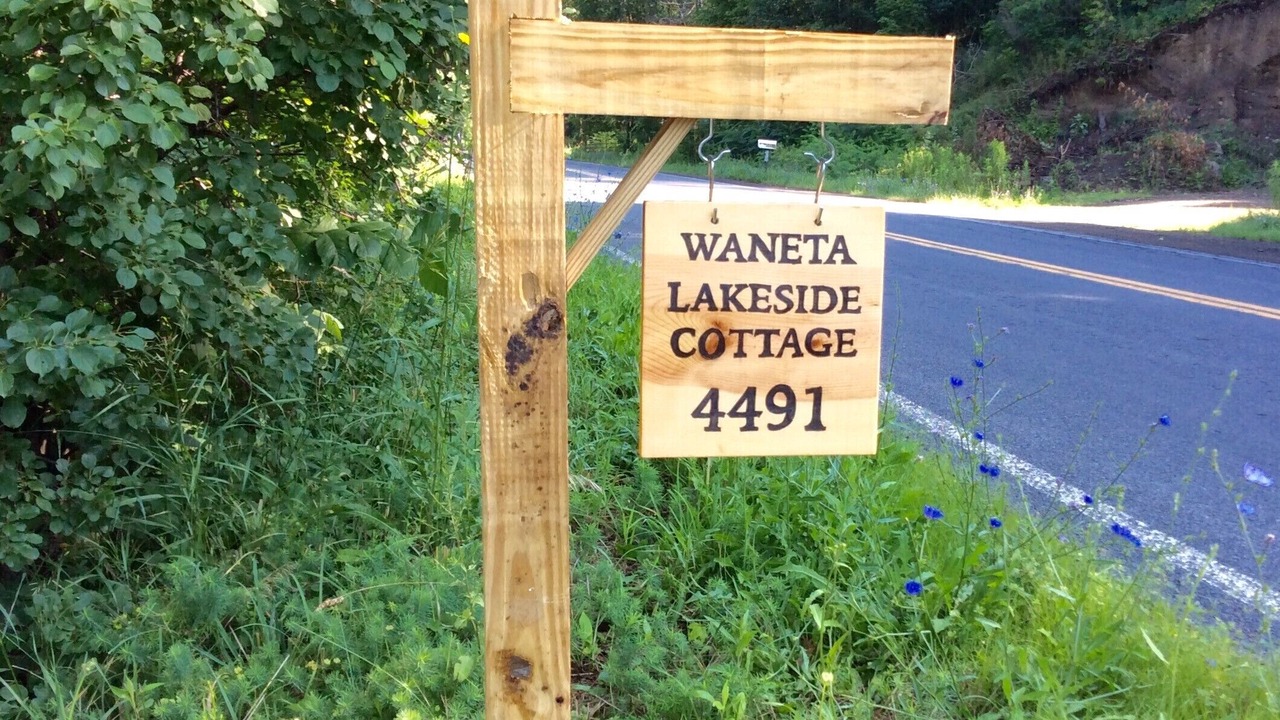 WANETA
LAKESIDE
COTTAGE
4491